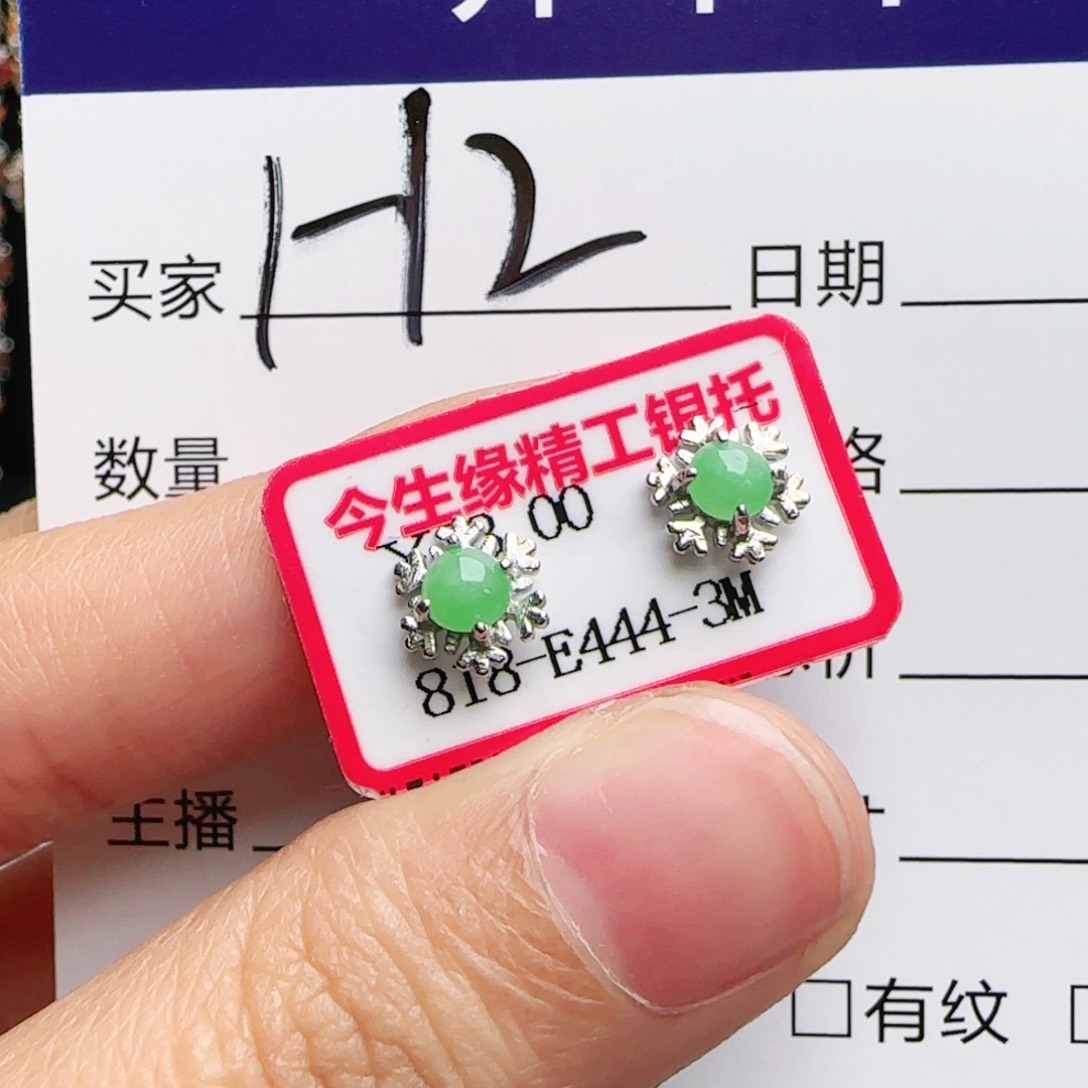 买家 H2 日期
数量 格
今生缘精工银托
.00
818-E444-3M
主播
□有纹